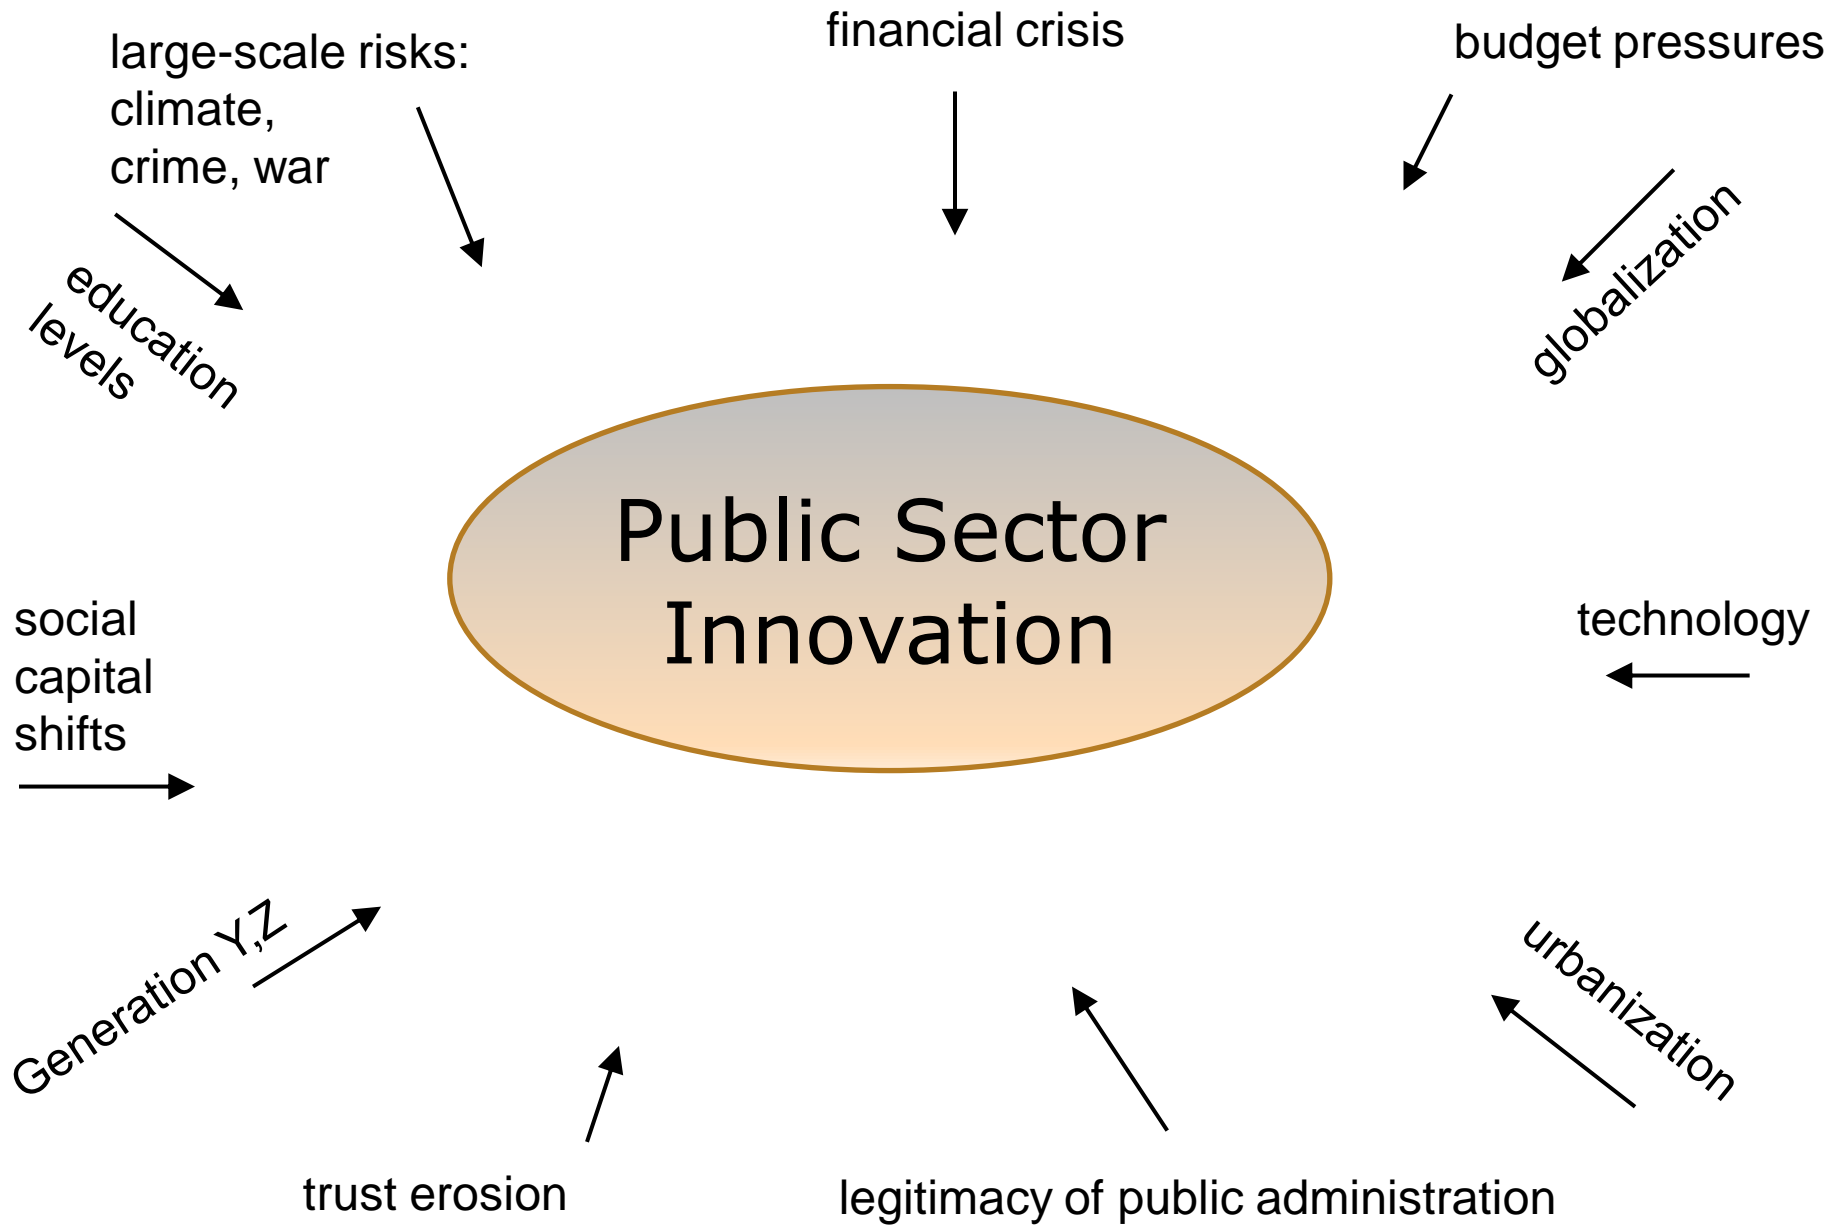 financial crisis
budget pressures
large-scale risks:
climate,
crime, war
globalization
education
levels
Public Sector
Innovation
social
capital
shifts
technology
Generation Y,Z
urbanization
trust erosion
legitimacy of public administration